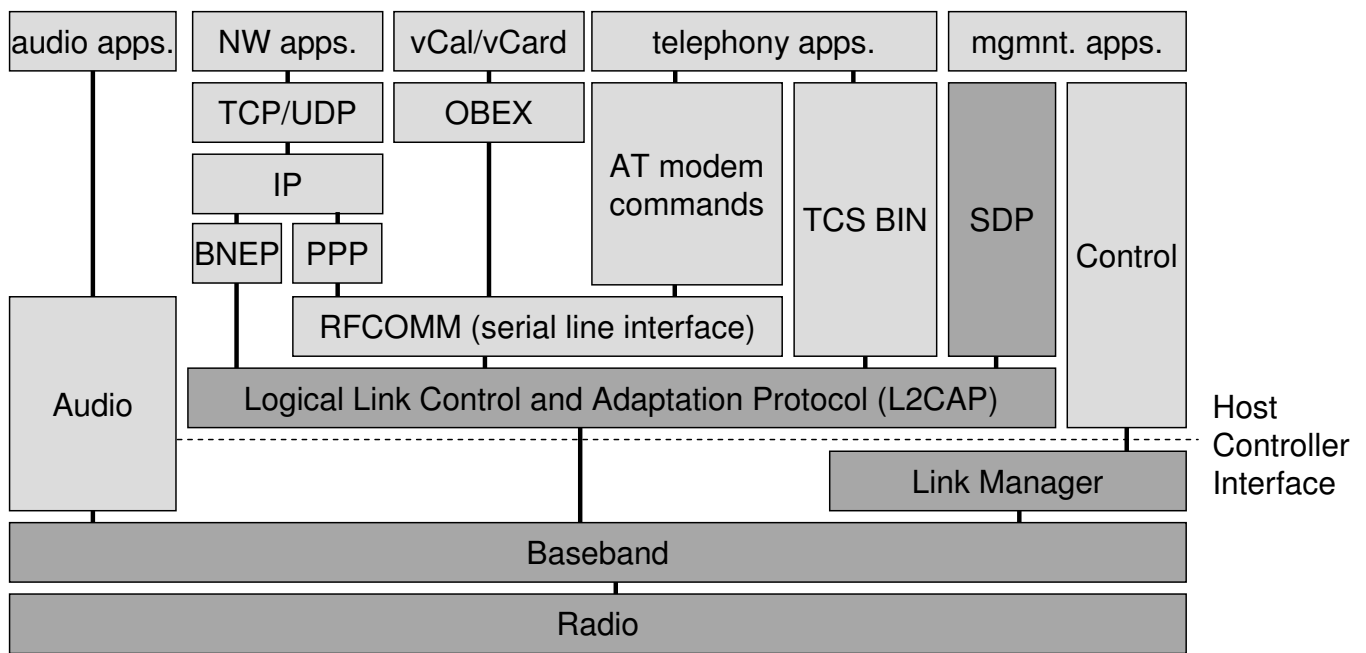 audio apps.
NW apps.
vCal/vCard
telephony apps.
mgmnt. apps.
TCP/UDP
OBEX
AT modem
commands
TCS BIN
SDP
Control
IP
BNEP
PPP
RFCOMM (serial line interface)
Audio
Logical Link Control and Adaptation Protocol (L2CAP)
Host
Controller
Interface
Link Manager
Baseband
Radio